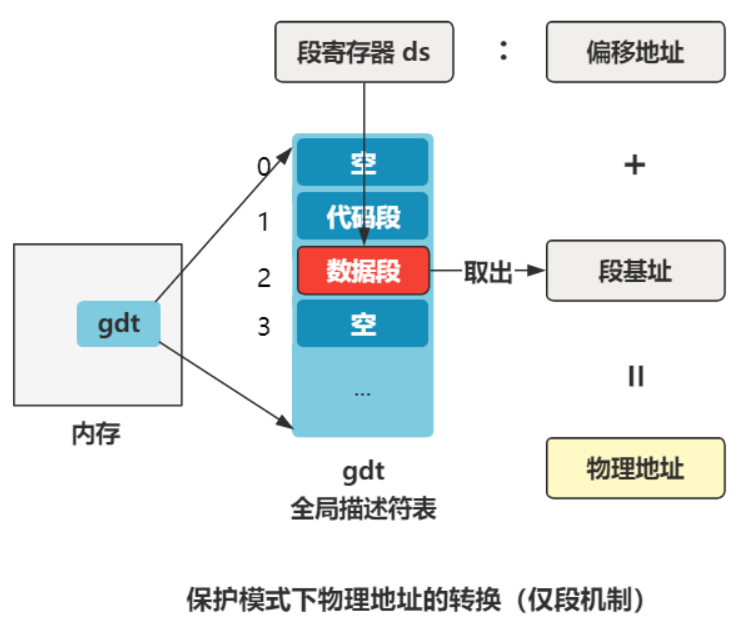 段寄存器 ds
:
偏移地址
0
空
+
1
代码段
2
数据段
取出
段基址
gdt
3
空
...
=
内存
gdt
全局描述符表
物理地址
保护模式下物理地址的转换（仅段机制）